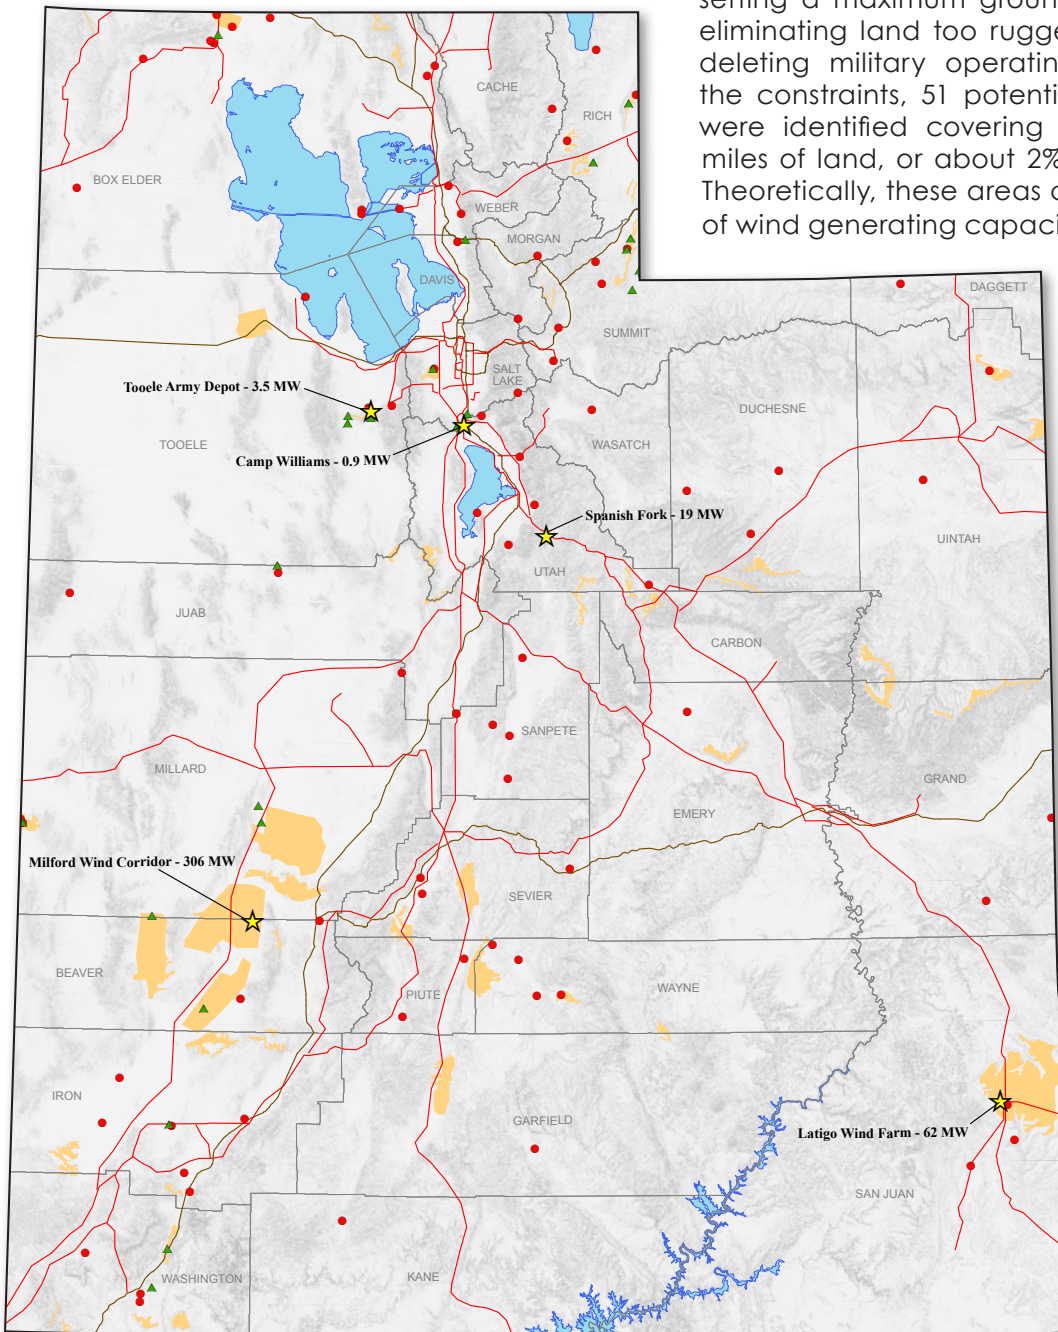 setting a maximum ground
eliminating land too rugge
deleting military operatin
the constraints, 51 potenti
were identified covering
miles of land, or about 2%
Theoretically, these areas
of wind generating capaci
CACHE
RICH
BOX ELDER
WEBER
MORGAN
DAVIS
DAGGETT
SUMMIT
SALT
LAKE
Tooele Army Depot - 3.5 MW
DUCHESNE
TOOELE
WASATCH
Camp Williams - 0.9 MW
Spanish Fork - 19 MW
UINTAH
UTAH
JUAB
CARBON
SANPETE
MILLARD
GRAND
EMERY
Milford Wind Corridor - 306 MW
SEVIER
BEAVER
WAYNE
PIUTE
IRON
GARFIELD
Latigo Wind Farm - 62 MW
SAN JUAN
WASHINGTON
KANE